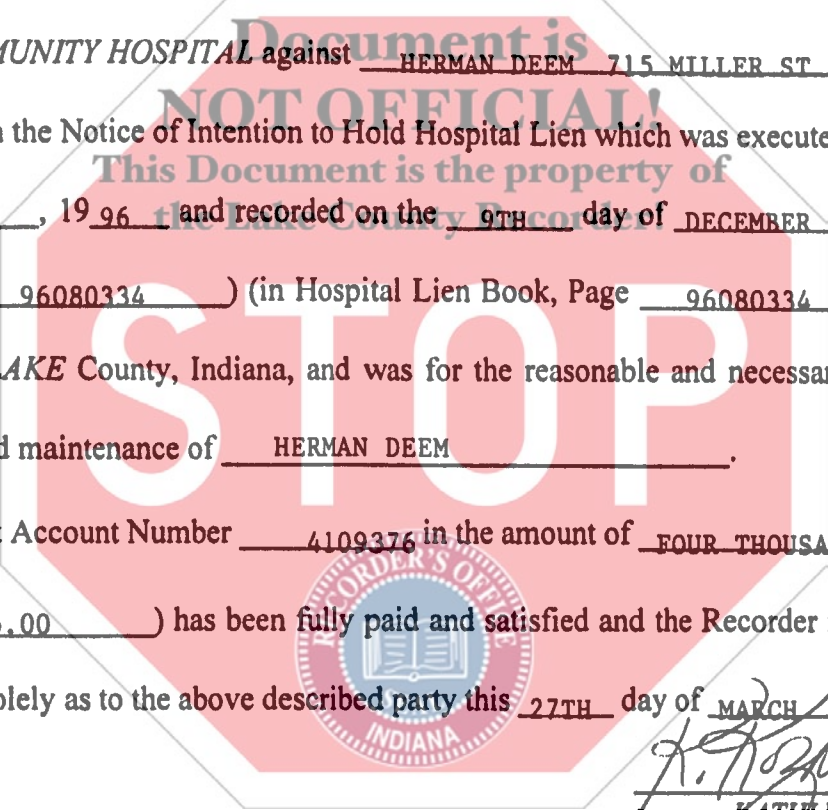 Document is
MUNITY HOSPITAL against HERMAN DEEM 715 MILLER ST
NOT OFFICIAL!
the Notice of Intention to Hold Hospital Lien which was execute
This Document is the property of
the Lake County Recorder!
, 19 96 and recorded on the 9TH day of DECEMBER
96080334 ) (in Hospital Lien Book, Page 96080334
AKE County, Indiana, and was for the reasonable and necessar
STOP
d maintenance of HERMAN DEEM .
Account Number 4109376 in the amount of FOUR THOUSA
.00 ) has been fully paid and satisfied and the Recorder
RECORDER'S OFFICE
olely as to the above described party this 27TH day of MARCH
INDIANA